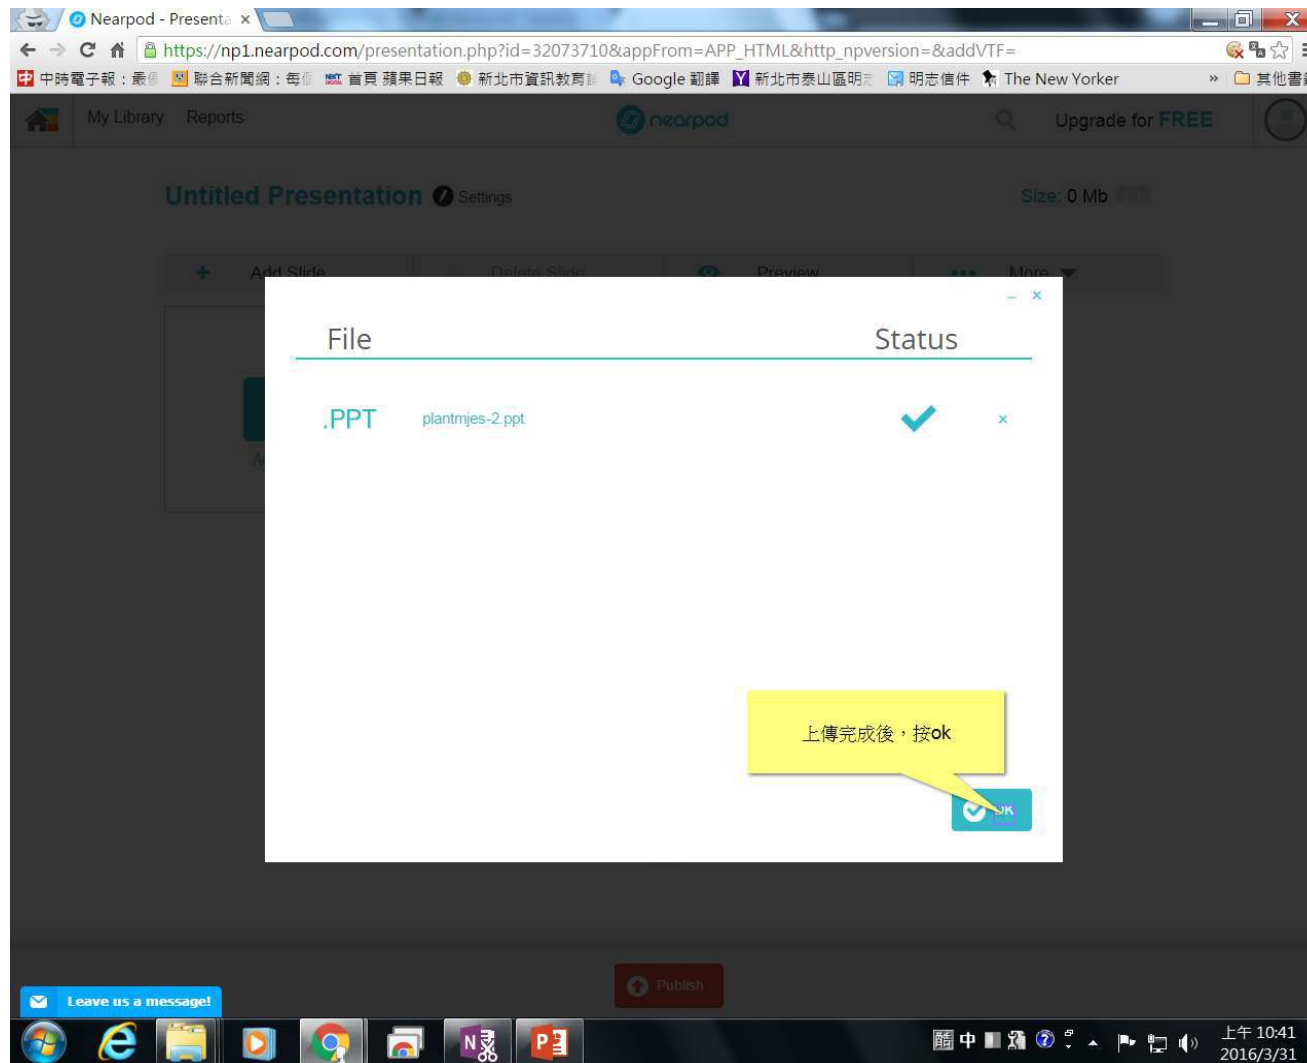 Nearpod - Presenta
https://np1.nearpod.com/presentation.php?id=32073710&appFrom=APP_HTML&http_npversion=&addVTF=
中時電子報：最 聯合新聞網：每 首頁 蘋果日報 新北市資訊教育 Google 翻譯 新北市泰山區明志 明志信件 The New Yorker » 其他書
My Library Reports nearpod Upgrade for FREE
Untitled Presentation Settings Size: 0 Mb
+ Add Slide Delete Slide Preview More
File Status
.PPT plantmjes-2.ppt
上傳完成後，按ok
OK
Publish
Leave us a message!
酷 中
上午 10:41
2016/3/31